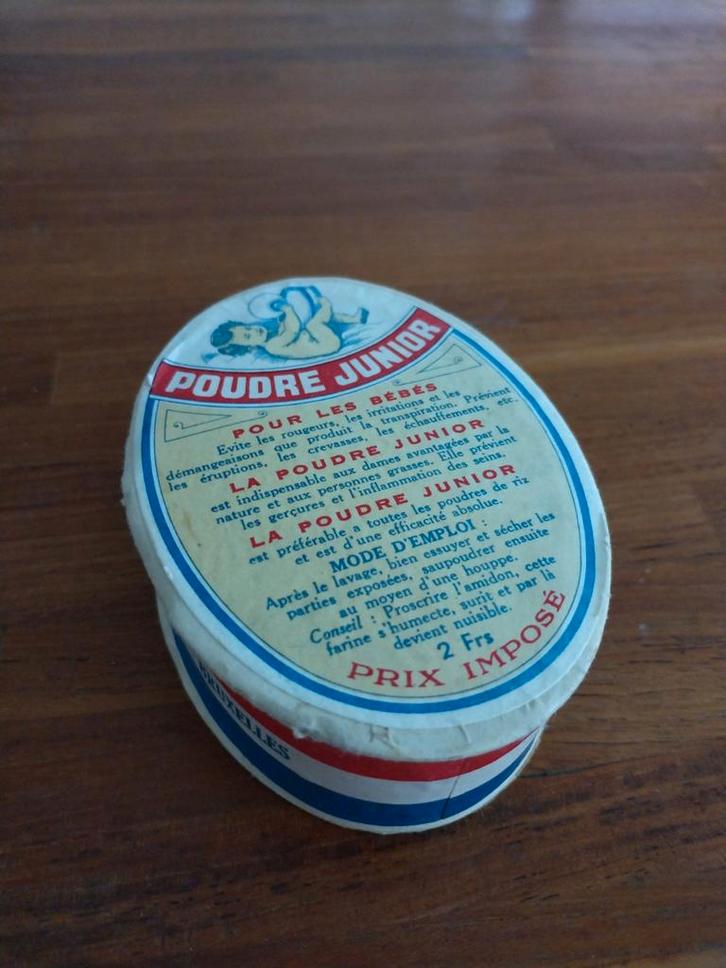 POUDRE JUNIOR
POUR LES BÉBÉS
Evite les rougeurs, les irritations et les
démangeaisons que produit la transpiration. Prévient
les éruptions, les crevasses, les échauffements, etc.
LA POUDRE JUNIOR
est indispensable aux dames avantagées par la
nature et aux personnes grasses. Elle prévient
les gerçures et l'inflammation des seins.
LA POUDRE JUNIOR
est préférable a toutes les poudres de riz
et est d'une efficacité absolue.
MODE D'EMPLOI :
Après le lavage, bien essuyer et sécher les
parties exposées, saupoudrer ensuite
au moyen d'une houppe.
Conseil : Proscrire l'amidon, cette
farine s'humecte, surit et par là
devient nuisible.
2 Frs
PRIX IMPOSÉ
BRUXELLES